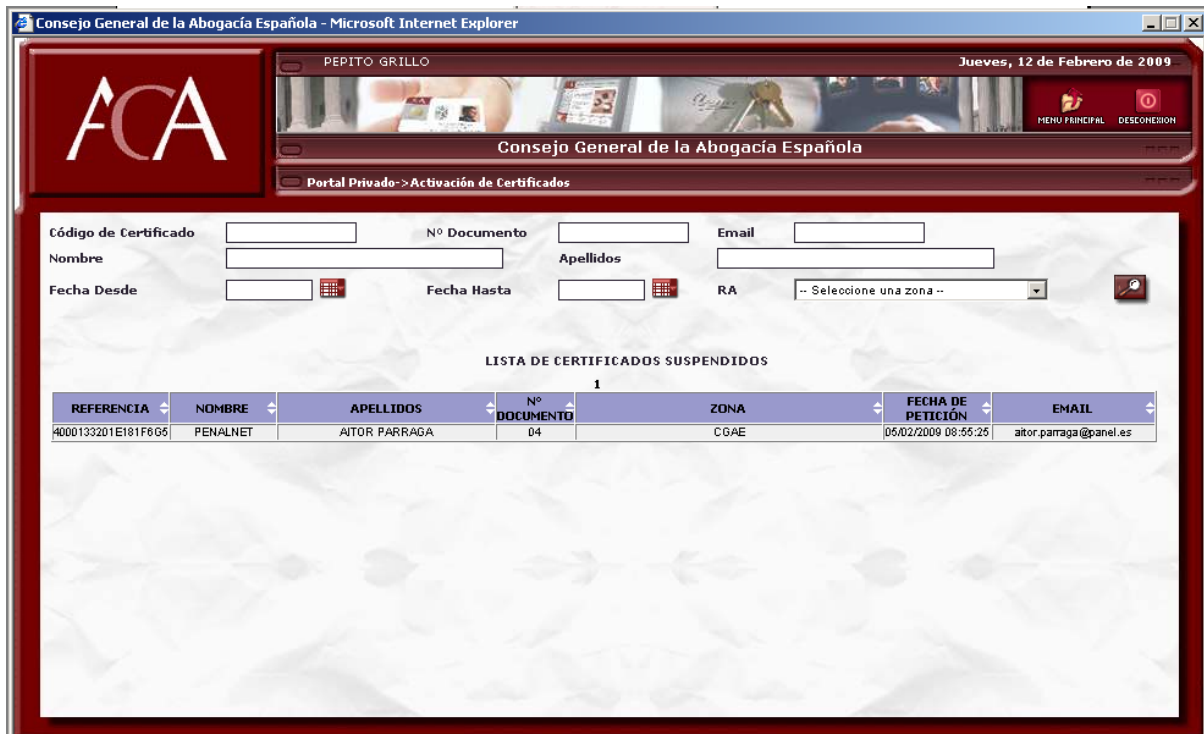 Consejo General de la Abogacía Española - Microsoft Internet Explorer
PEPITO GRILLO
Jueves, 12 de Febrero de 2009
ACA
MENU PRINCIPAL
DESCONEXION
Consejo General de la Abogacía Española
Portal Privado->Activación de Certificados
Código de Certificado
Nº Documento
Email
Nombre
Apellidos
Fecha Desde
Fecha Hasta
RA
-- Seleccione una zona --
LISTA DE CERTIFICADOS SUSPENDIDOS
1
REFERENCIA NOMBRE APELLIDOS Nº DOCUMENTO ZONA FECHA DE PETICIÓN EMAIL
4000133201E181F6G5 PENALNET AITOR PARRAGA 04 CGAE 05/02/2009 08:55:25 aitor.parraga@panel.es